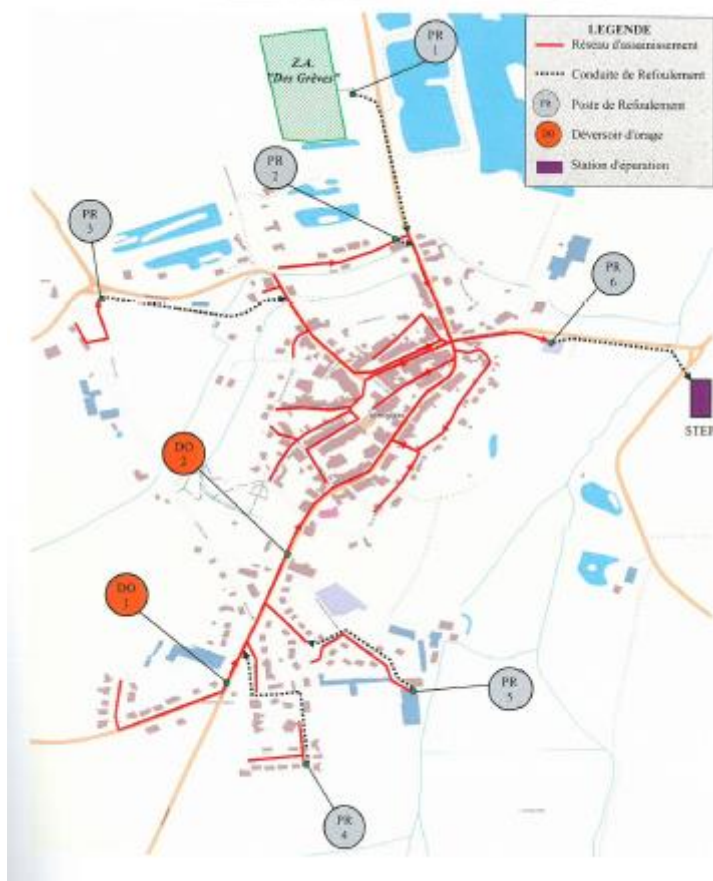 LEGENDE
Réseau d'assainissement
Conduite de Refoulement
PR
Poste de Refoulement
DO
Déversoir d'orage
Station d'épuration
Z.A.
"Des Grèves"
PR
1
PR
2
PR
3
PR
6
STEP
DO
2
DO
1
PR
5
PR
4